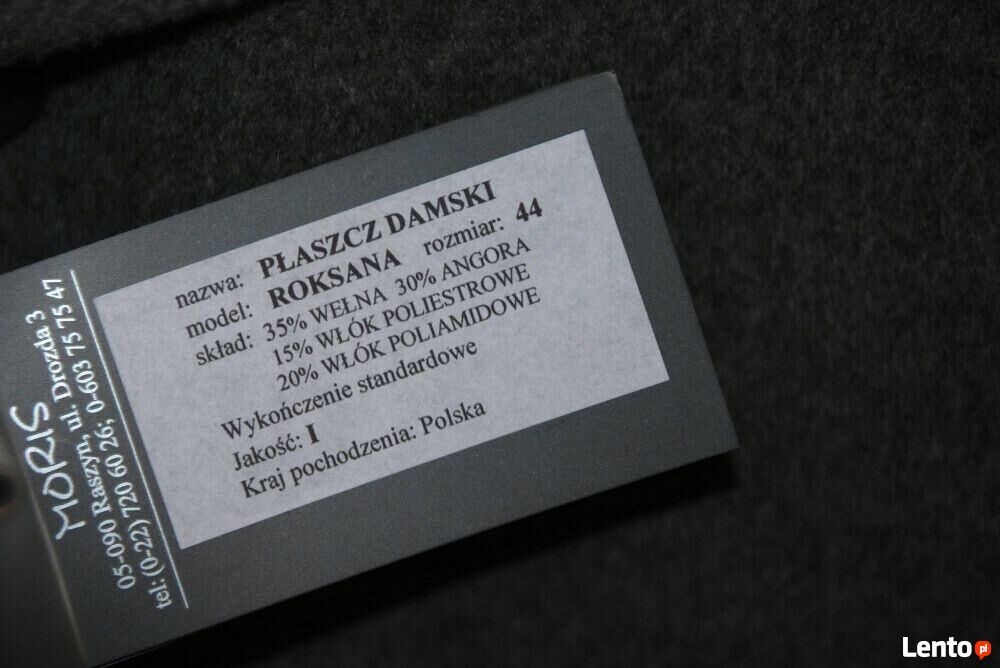 nazwa: PŁASZCZ DAMSKI
model: ROKSANA rozmiar: 44
skład: 35% WEŁNA 30% ANGORA
15% WŁÓK POLIESTROWE
20% WŁÓK POLIAMIDOWE
Wykończenie standardowe
Jakość: I
Kraj pochodzenia: Polska
MORIS
05-090 Raszyn, ul. Drozda 3
tel: (0-22) 720 60 26; 0-603 75 75 47
Lento.pl